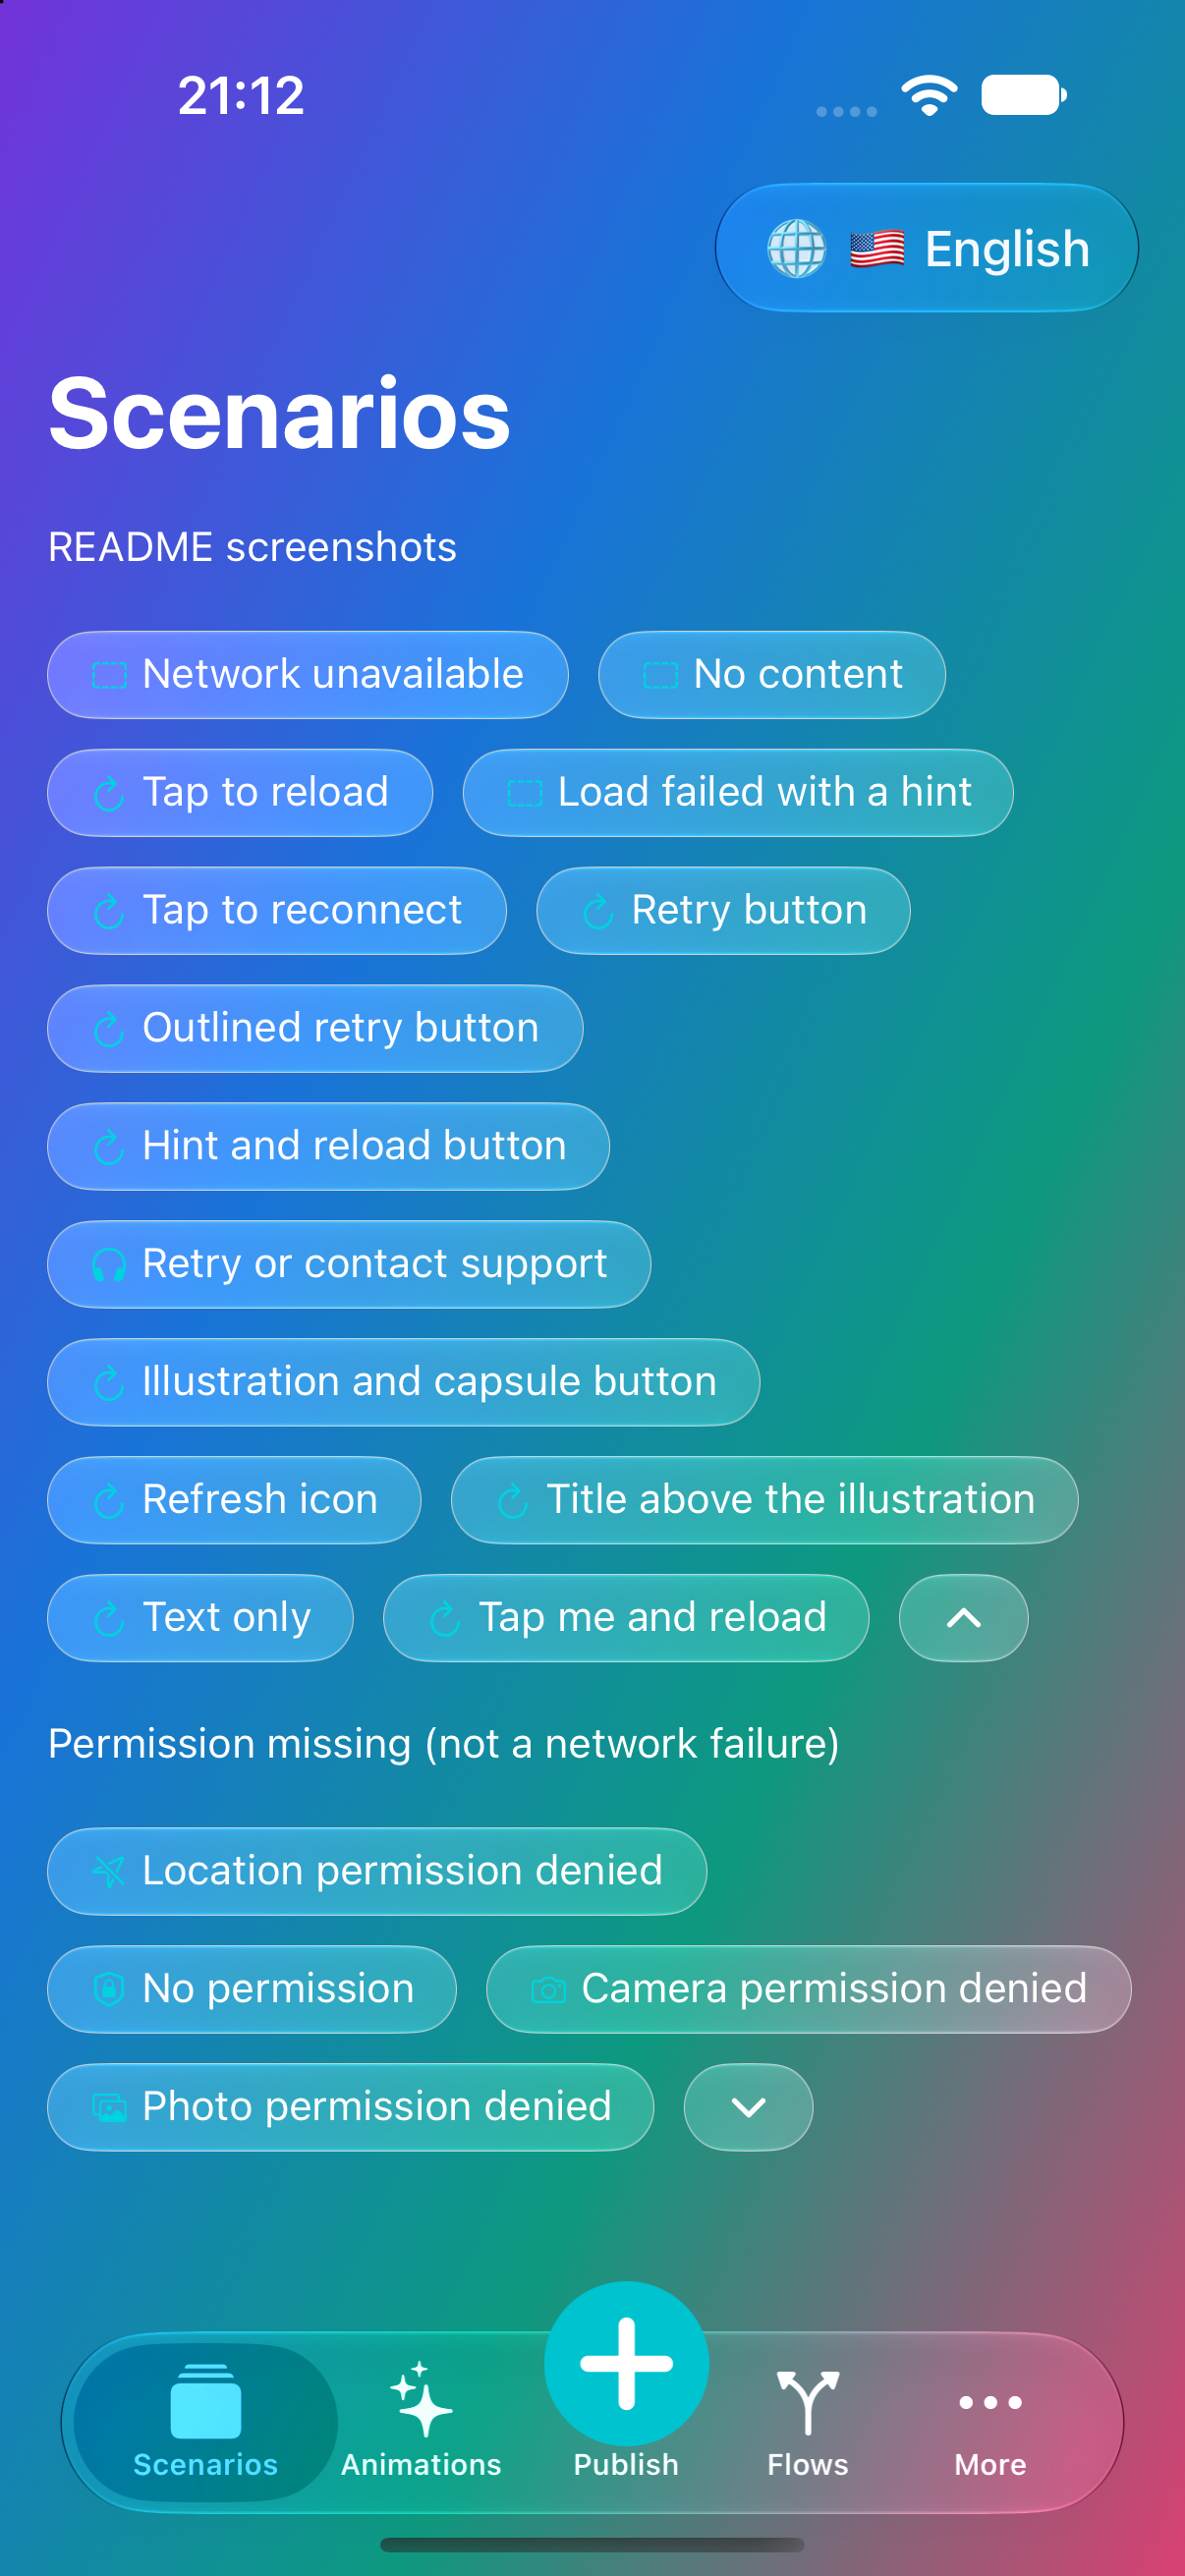 21:12
English
Scenarios
README screenshots
Network unavailable
No content
Tap to reload
Load failed with a hint
Tap to reconnect
Retry button
Outlined retry button
Hint and reload button
Retry or contact support
Illustration and capsule button
Refresh icon
Title above the illustration
Text only
Tap me and reload
Permission missing (not a network failure)
Location permission denied
No permission
Camera permission denied
Photo permission denied
Scenarios
Animations
Publish
Flows
More